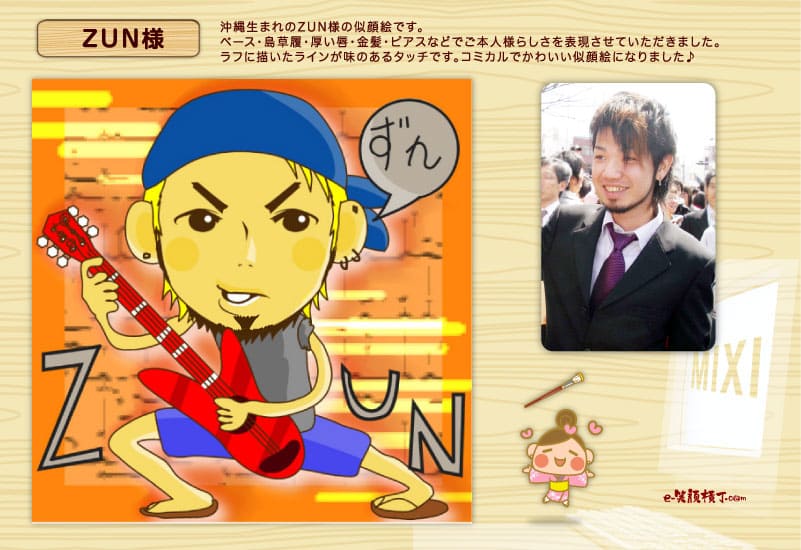 ZUN様
沖縄生まれのZUN様の似顔絵です。
ベース・島草履・厚い唇・金髪・ピアスなどでご本人様らしさを表現させていただきました。
ラフに描いたラインが味のあるタッチです。コミカルでかわいい似顔絵になりました♪
ずん
Z U N
MIXI
e-笑顔横丁.com